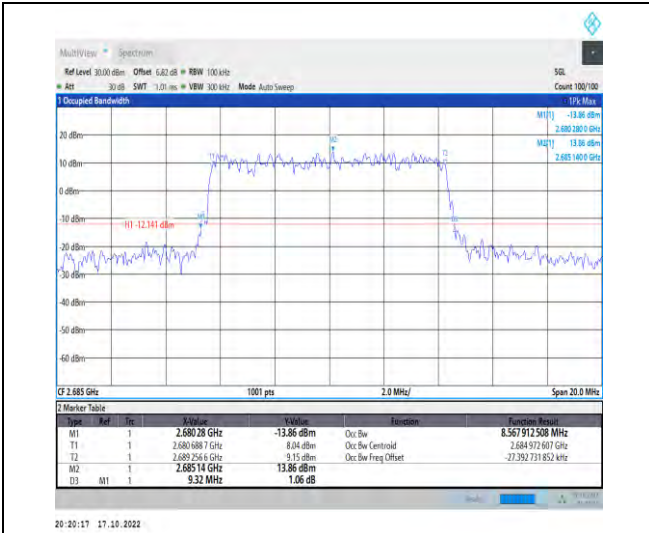 MultiView Spectrum
Ref Level 30.00 dBm Offset 6.82 dB RBW 100 kHz SGL
Att 30 dB SWT 1.01 ms VBW 300 kHz Mode Auto Sweep Count 100/100
1 Occupied Bandwidth 1Pk Max
M1[1] -13.86 dBm
2.680 280 0 GHz
M2[1] 13.86 dBm
2.685 140 0 GHz
20 dBm
10 dBm
0 dBm
-10 dBm
H1 -12.141 dBm
-20 dBm
-30 dBm
-40 dBm
-50 dBm
-60 dBm
T1
M2
T2
M1
D3
CF 2.685 GHz 1001 pts 2.0 MHz/ Span 20.0 MHz
2 Marker Table
Type Ref Trc X-Value Y-Value Function Function Result
M1 1 2.680 28 GHz -13.86 dBm Occ Bw 8.567 912 508 MHz
T1 1 2.680 688 7 GHz 8.04 dBm Occ Bw Centroid 2.684 972 607 GHz
T2 1 2.689 256 6 GHz 9.15 dBm Occ Bw Freq Offset -27.392 731 852 kHz
M2 1 2.685 14 GHz 13.86 dBm
D3 M1 1 9.32 MHz 1.06 dB
20:20:17 17.10.2022